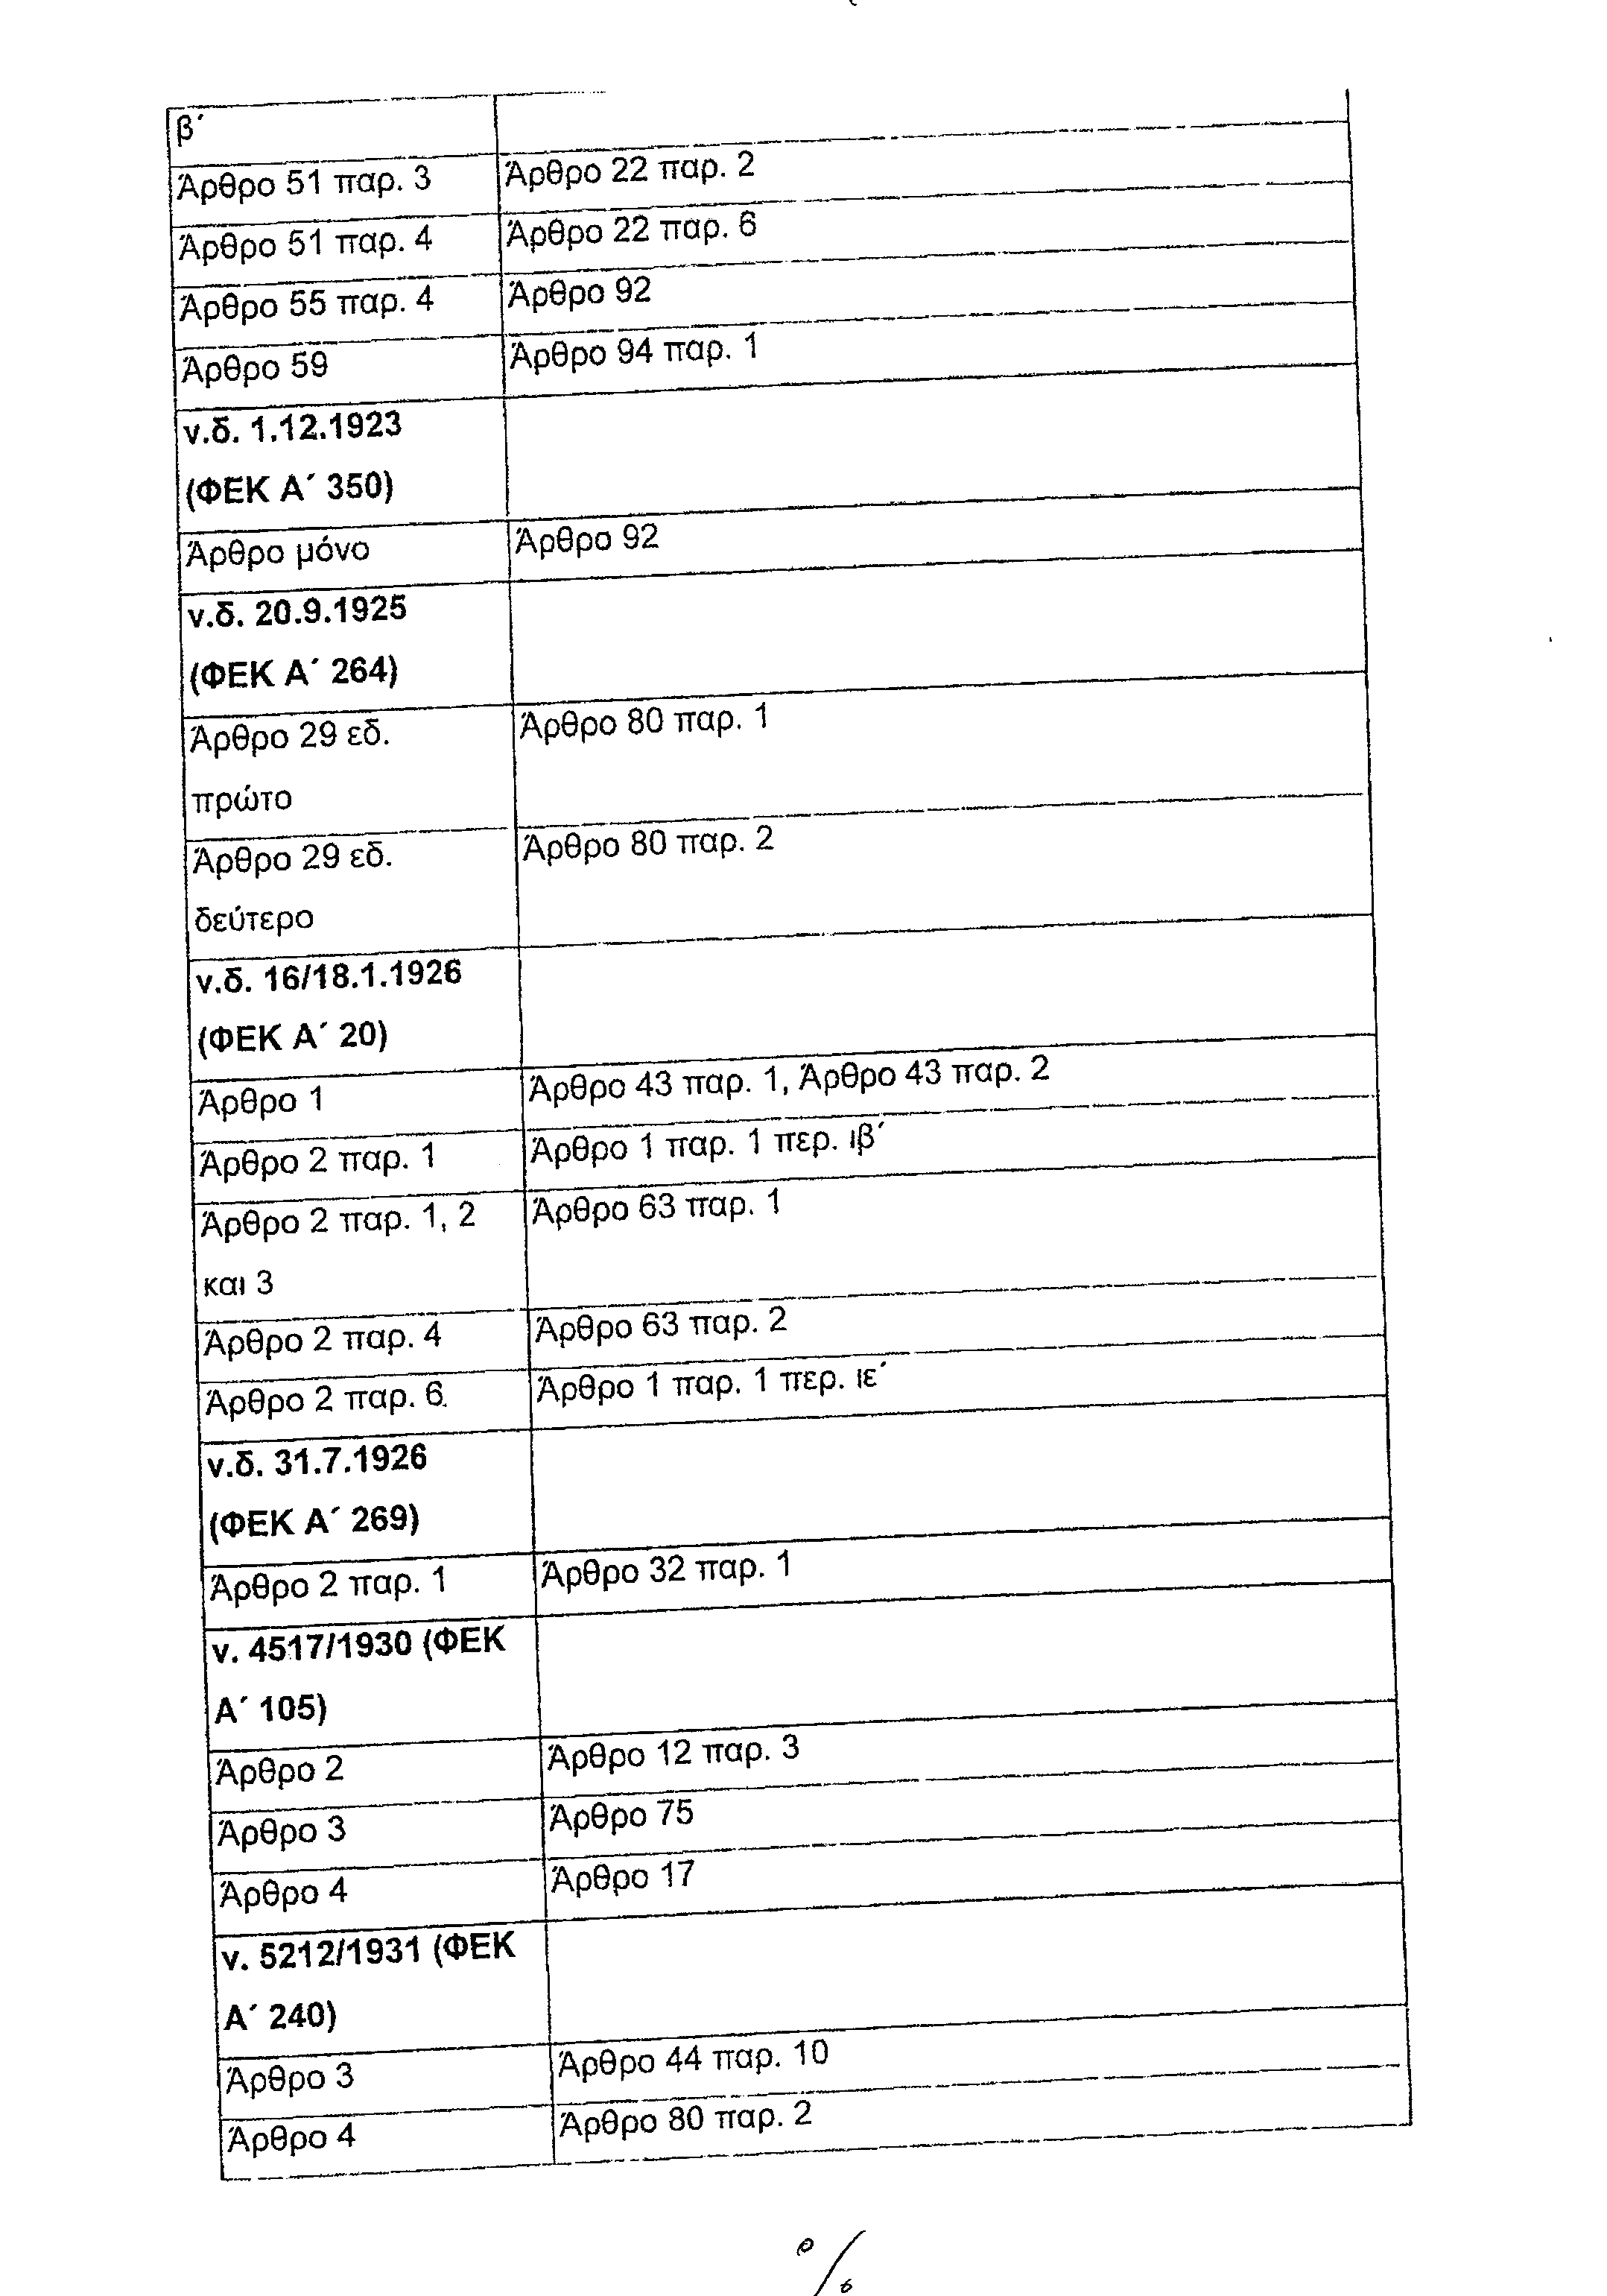 β΄
Άρθρο 51 παρ. 3 Άρθρο 22 παρ. 2
Άρθρο 51 παρ. 4 Άρθρο 22 παρ. 6
Άρθρο 55 παρ. 4 Άρθρο 92
Άρθρο 59 Άρθρο 94 παρ. 1
ν.δ. 1.12.1923
(ΦΕΚ Α΄ 350)
Άρθρο μόνο Άρθρο 92
ν.δ. 20.9.1925
(ΦΕΚ Α΄ 264)
Άρθρο 29 εδ. Άρθρο 80 παρ. 1
πρώτο
Άρθρο 29 εδ. Άρθρο 80 παρ. 2
δεύτερο
ν.δ. 16/18.1.1926
(ΦΕΚ Α΄ 20)
Άρθρο 1 Άρθρο 43 παρ. 1, Άρθρο 43 παρ. 2
Άρθρο 2 παρ. 1 Άρθρο 1 παρ. 1 περ. ιβ΄
Άρθρο 2 παρ. 1, 2 Άρθρο 63 παρ. 1
και 3
Άρθρο 2 παρ. 4 Άρθρο 63 παρ. 2
Άρθρο 2 παρ. 6 Άρθρο 1 παρ. 1 περ. ιε΄
ν.δ. 31.7.1926
(ΦΕΚ Α΄ 269)
Άρθρο 2 παρ. 1 Άρθρο 32 παρ. 1
ν. 4517/1930 (ΦΕΚ
Α΄ 105)
Άρθρο 2 Άρθρο 12 παρ. 3
Άρθρο 3 Άρθρο 75
Άρθρο 4 Άρθρο 17
ν. 5212/1931 (ΦΕΚ
Α΄ 240)
Άρθρο 3 Άρθρο 44 παρ. 10
Άρθρο 4 Άρθρο 80 παρ. 2